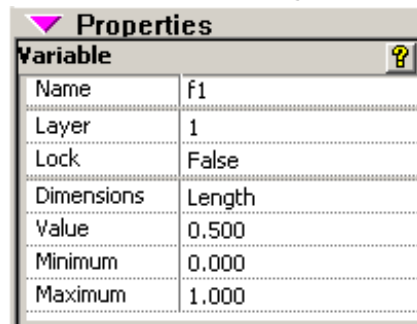 Properties
Variable ?
Name f1
Layer 1
Lock False
Dimensions Length
Value 0.500
Minimum 0.000
Maximum 1.000